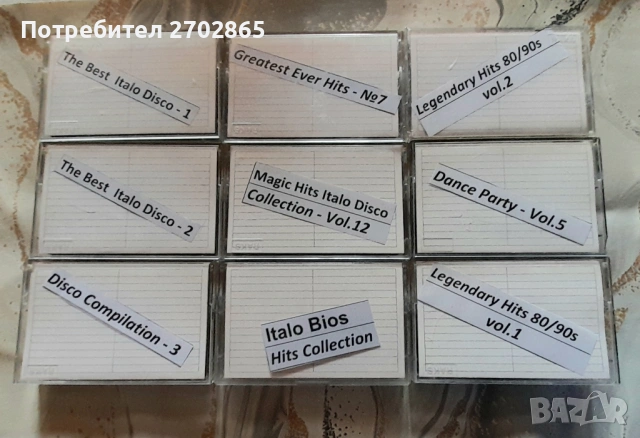 Потребител 2702865
The Best Italo Disco - 1
Greatest Ever Hits - №7
Legendary Hits 80/90s
vol.2
The Best Italo Disco - 2
Magic Hits Italo Disco
Collection - Vol.12
Dance Party - Vol.5
Disco Compilation - 3
Italo Bios
Hits Collection
Legendary Hits 80/90s
vol.1
BAZAR